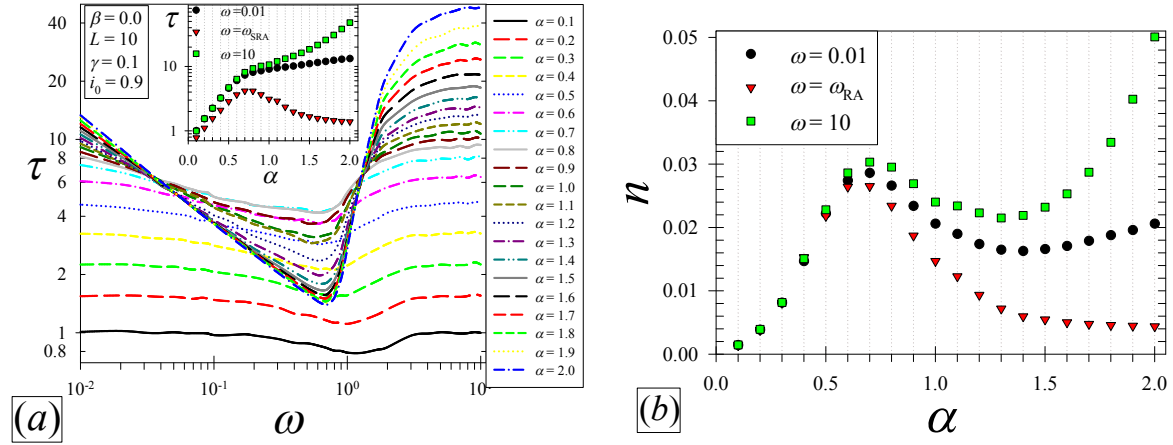 β = 0.0
L = 10
γ = 0.1
i0 = 0.9
τ
10
1
0.0 0.5 1.0 1.5 2.0
α
ω = 0.01
ω = ωSRA
ω = 10
40
20
10
8
6
4
2
1
0.8
τ
10-2 10-1 100 10
ω
(a)
α = 0.1
α = 0.2
α = 0.3
α = 0.4
α = 0.5
α = 0.6
α = 0.7
α = 0.8
α = 0.9
α = 1.0
α = 1.1
α = 1.2
α = 1.3
α = 1.4
α = 1.5
α = 1.6
α = 1.7
α = 1.8
α = 1.9
α = 2.0
0.05
0.04
0.03
0.02
0.01
0.00
n
ω = 0.01
ω = ωRA
ω = 10
0.0 0.5 1.0 1.5 2.0
α
(b)